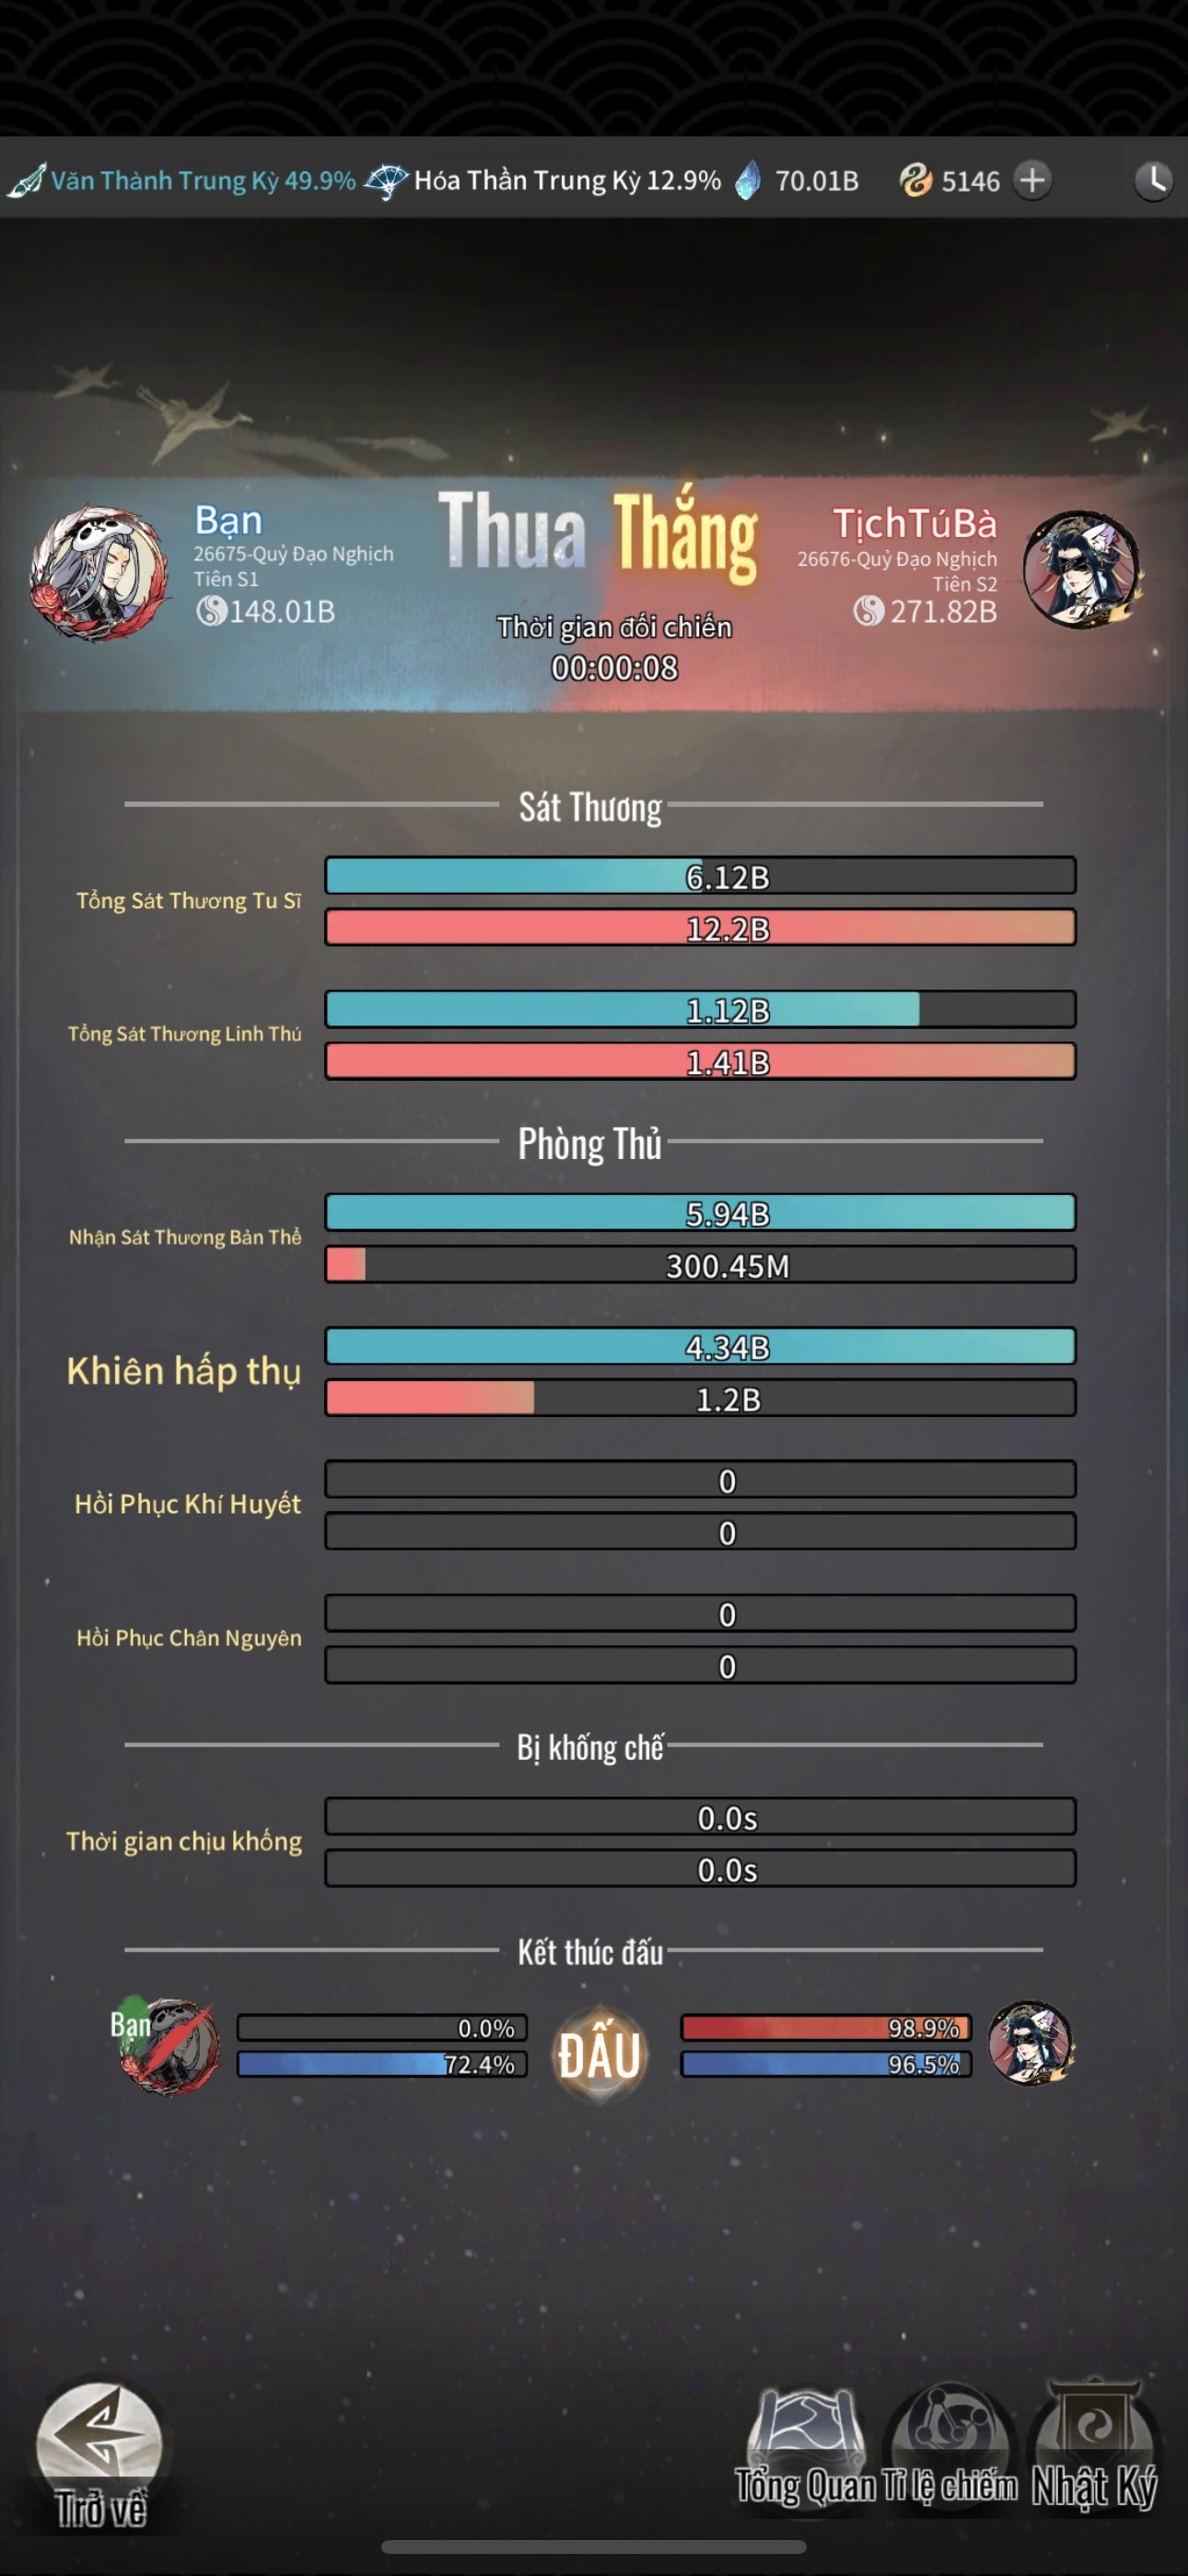 Văn Thành Trung Kỳ 49.9% Hóa Thần Trung Kỳ 12.9% 70.01B 5146
Bạn
26675-Quỷ Đạo Nghịch
Tiên S1
148.01B
Thua Thắng
Thời gian đối chiến
00:00:08
TịchTúBà
26676-Quỷ Đạo Nghịch
Tiên S2
271.82B
Sát Thương
Tổng Sát Thương Tu Sĩ
6.12B
12.2B
Tổng Sát Thương Linh Thú
1.12B
1.41B
Phòng Thủ
Nhận Sát Thương Bản Thể
5.94B
300.45M
Khiên hấp thụ
4.34B
1.2B
Hồi Phục Khí Huyết
0
0
Hồi Phục Chân Nguyên
0
0
Bị khống chế
Thời gian chịu khống
0.0s
0.0s
Kết thúc đấu
Bạn
0.0%
72.4%
ĐẤU
98.9%
96.5%
Trở về
Tổng Quan
Tỉ lệ chiếm
Nhật Ký